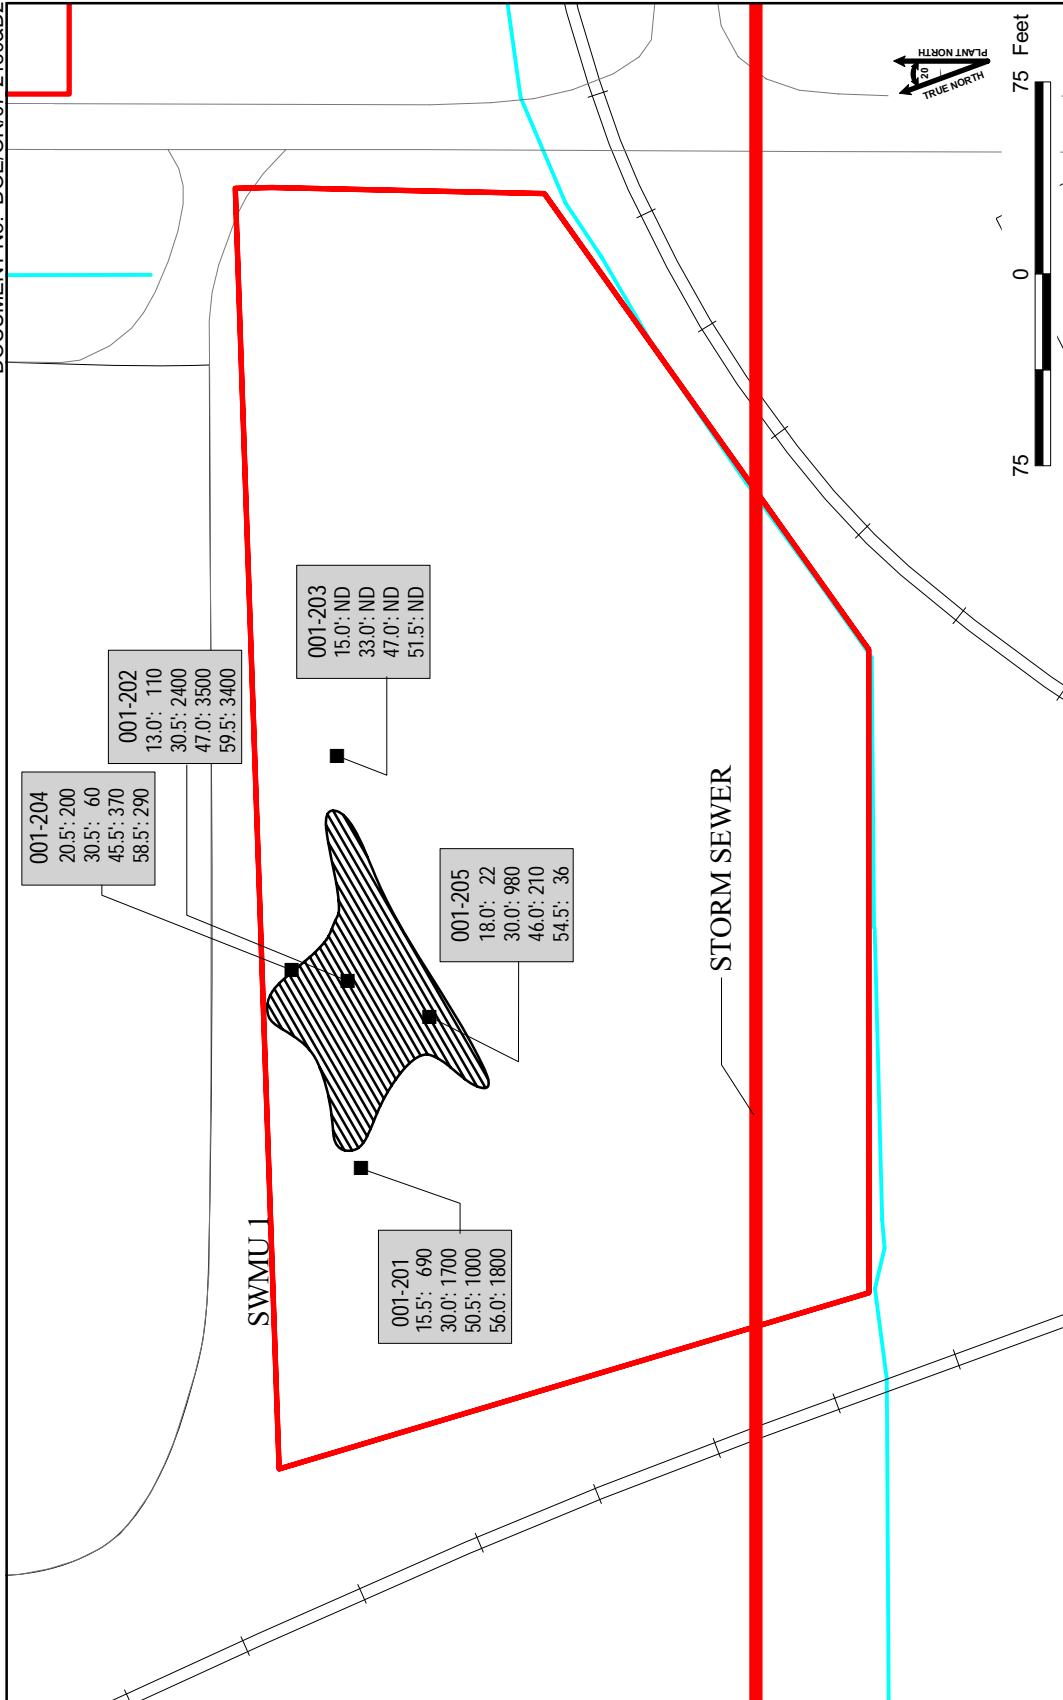 001-204
20.5': 200
30.5': 60
45.5': 370
58.5': 290
001-202
13.0': 110
30.5': 2400
47.0': 3500
59.5': 3400
001-203
15.0': ND
33.0': ND
47.0': ND
51.5': ND
SWMU 1
001-201
15.5': 690
30.0': 1700
50.5': 1000
56.0': 1800
001-205
18.0': 22
30.0': 980
46.0': 210
54.5': 36
STORM SEWER
PLANT NORTH
20
TRUE NORTH
75 0 75 Feet